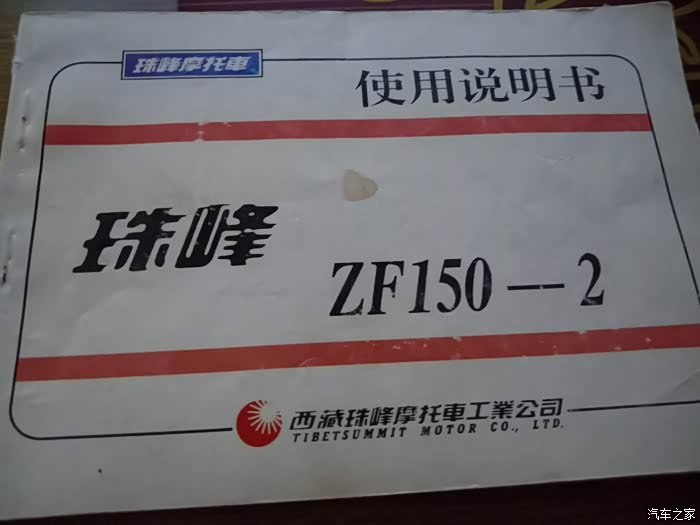 珠峰摩托車
使用说明书
珠峰
ZF150—2
西藏珠峰摩托車工業公司
TIBETSUMMIT MOTOR CO., LTD.
汽车之家